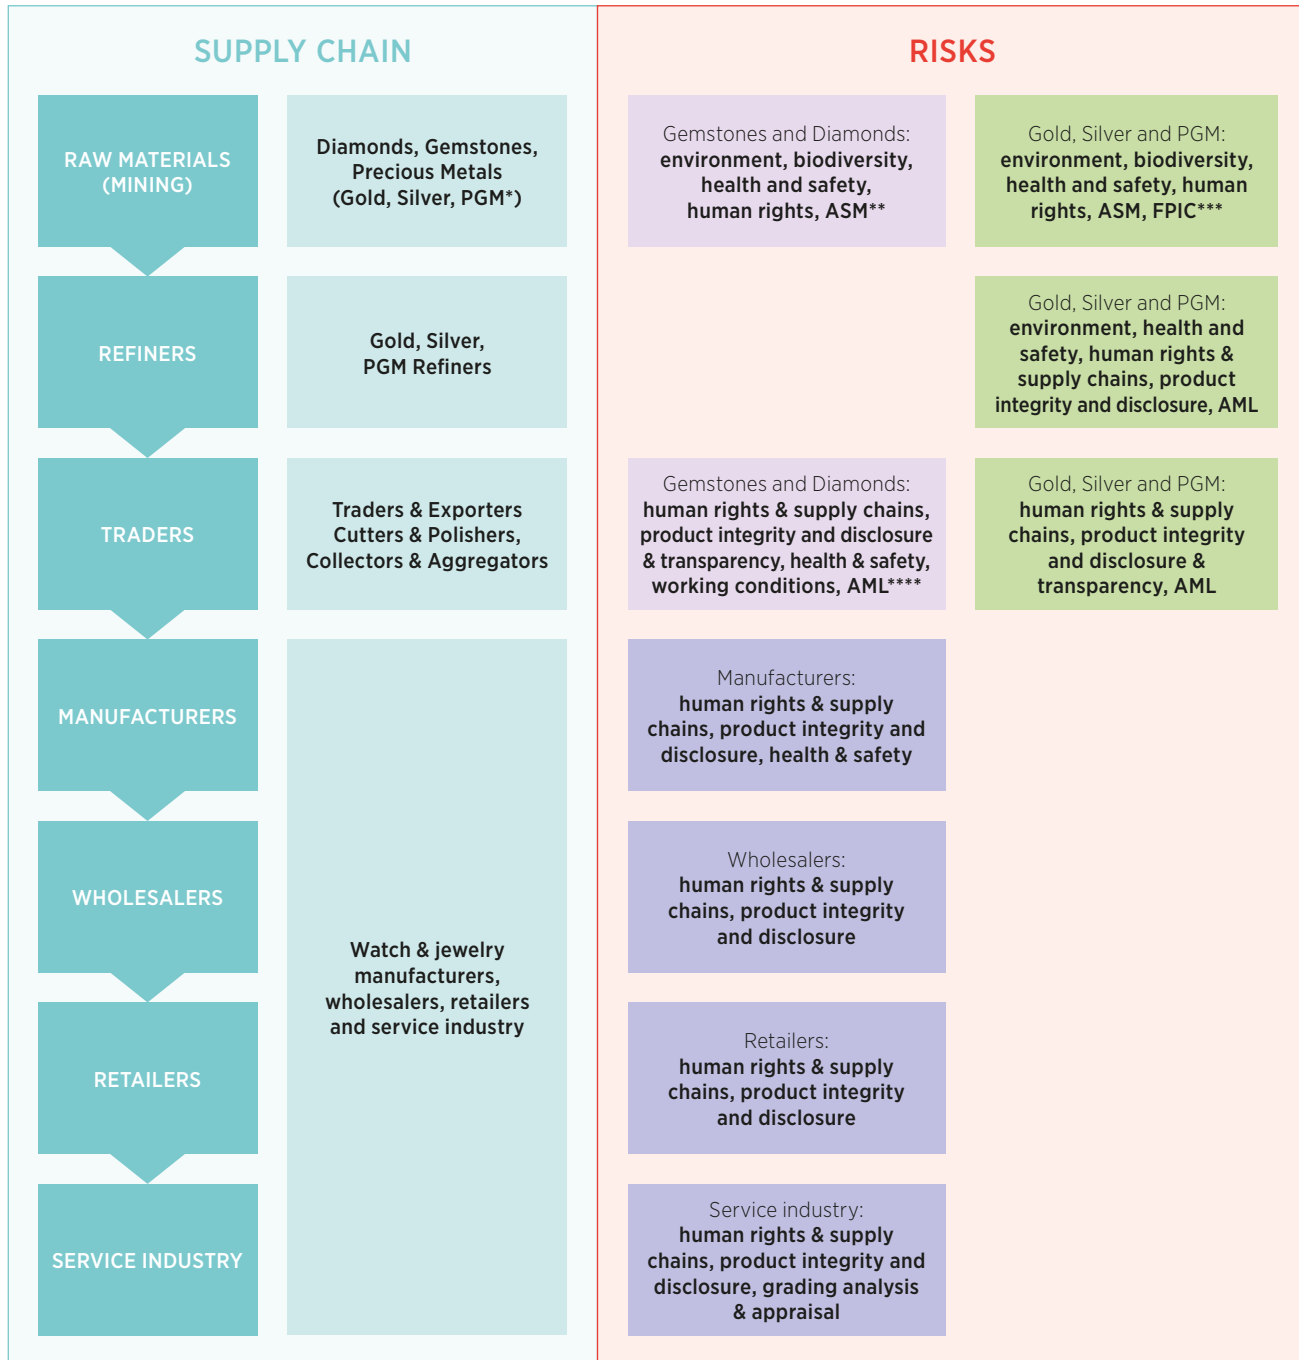 SUPPLY CHAIN
RISKS
RAW MATERIALS
(MINING)
Diamonds, Gemstones,
Precious Metals
(Gold, Silver, PGM*)
Gemstones and Diamonds:
environment, biodiversity,
health and safety,
human rights, ASM**
Gold, Silver and PGM:
environment, biodiversity,
health and safety, human
rights, ASM, FPIC***
REFINERS
Gold, Silver,
PGM Refiners
Gold, Silver and PGM:
environment, health and
safety, human rights &
supply chains, product
integrity and disclosure, AML
TRADERS
Traders & Exporters
Cutters & Polishers,
Collectors & Aggregators
Gemstones and Diamonds:
human rights & supply chains,
product integrity and disclosure
& transparency, health & safety,
working conditions, AML****
Gold, Silver and PGM:
human rights & supply
chains, product integrity
and disclosure &
transparency, AML
MANUFACTURERS
Manufacturers:
human rights & supply
chains, product integrity and
disclosure, health & safety
WHOLESALERS
Wholesalers:
human rights & supply
chains, product integrity
and disclosure
Watch & jewelry
manufacturers,
wholesalers, retailers
and service industry
RETAILERS
Retailers:
human rights & supply
chains, product integrity
and disclosure
SERVICE INDUSTRY
Service industry:
human rights & supply
chains, product integrity and
disclosure, grading analysis
& appraisal